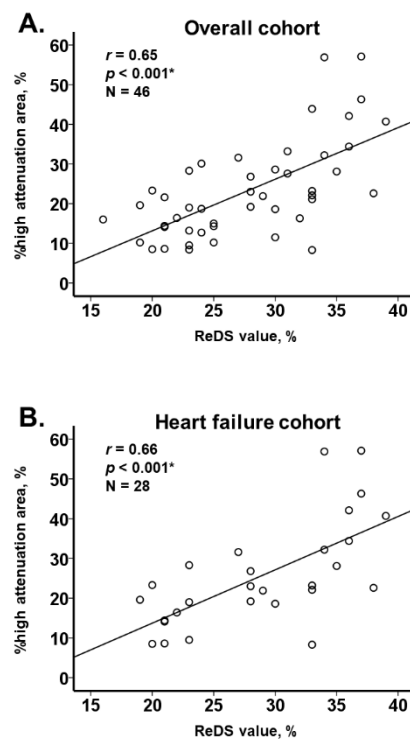 A.
Overall cohort
r = 0.65
p < 0.001*
N = 46
%high attenuation area, %
60
50
40
30
20
10
0
15 20 25 30 35 40
ReDS value, %
B.
Heart failure cohort
r = 0.66
p < 0.001*
N = 28
%high attenuation area, %
60
50
40
30
20
10
0
15 20 25 30 35 40
ReDS value, %